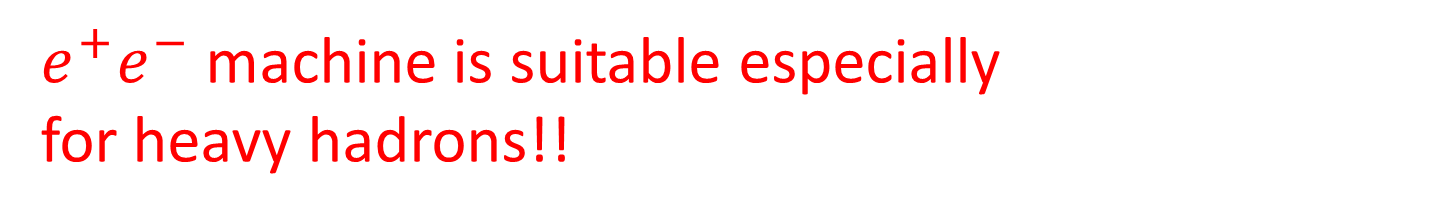 e⁺e⁻ machine is suitable especially
for heavy hadrons!!